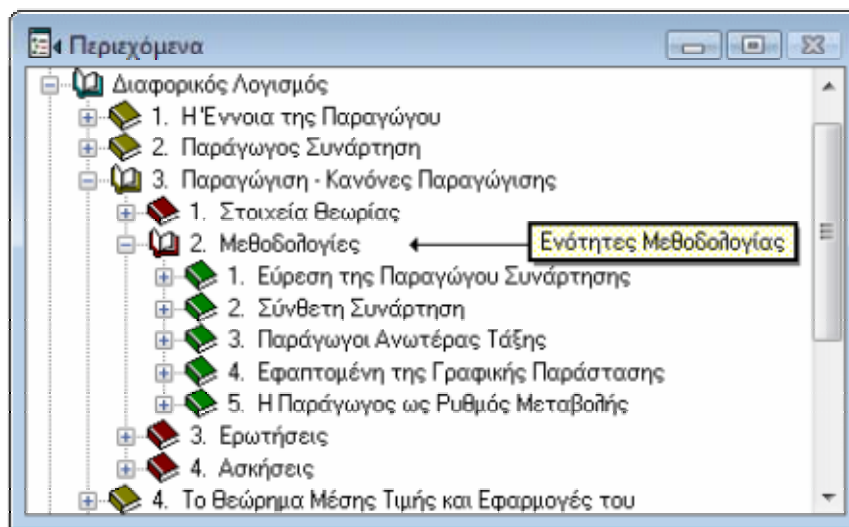 Περιεχόμενα
Διαφορικός Λογισμός
1. Η Έννοια της Παραγώγου
2. Παράγωγος Συνάρτηση
3. Παραγώγιση - Κανόνες Παραγώγισης
1. Στοιχεία Θεωρίας
2. Μεθοδολογίες
Ενότητες Μεθοδολογίας
1. Εύρεση της Παραγώγου Συνάρτησης
2. Σύνθετη Συνάρτηση
3. Παράγωγοι Ανωτέρας Τάξης
4. Εφαπτομένη της Γραφικής Παράστασης
5. Η Παράγωγος ως Ρυθμός Μεταβολής
3. Ερωτήσεις
4. Ασκήσεις
4. Το Θεώρημα Μέσης Τιμής και Εφαρμογές του